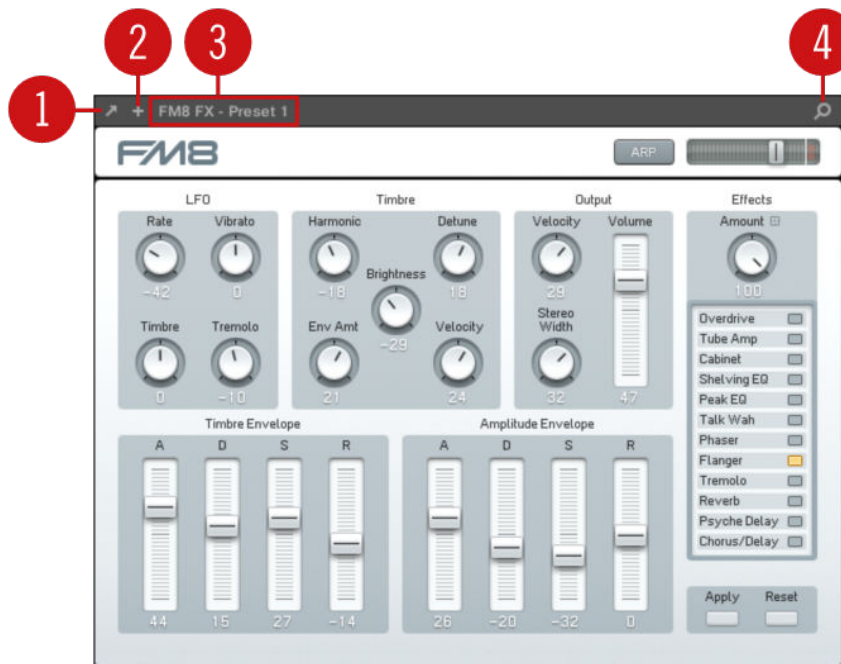 1 2 3 4
FM8 FX - Preset 1
FM8 ARP
LFO Timbre Output Effects
Rate Vibrato Harmonic Detune Velocity Volume Amount
-42 0 -18 Brightness 18 29 100
-29
Timbre Tremolo Env Amt Velocity Stereo Width
0 -10 21 24 32 47
Overdrive
Tube Amp
Cabinet
Shelving EQ
Peak EQ
Talk Wah
Phaser
Flanger
Tremolo
Reverb
Psyche Delay
Chorus/Delay
Timbre Envelope Amplitude Envelope
A D S R A D S R
44 15 27 -14 26 -20 -32 0
Apply Reset